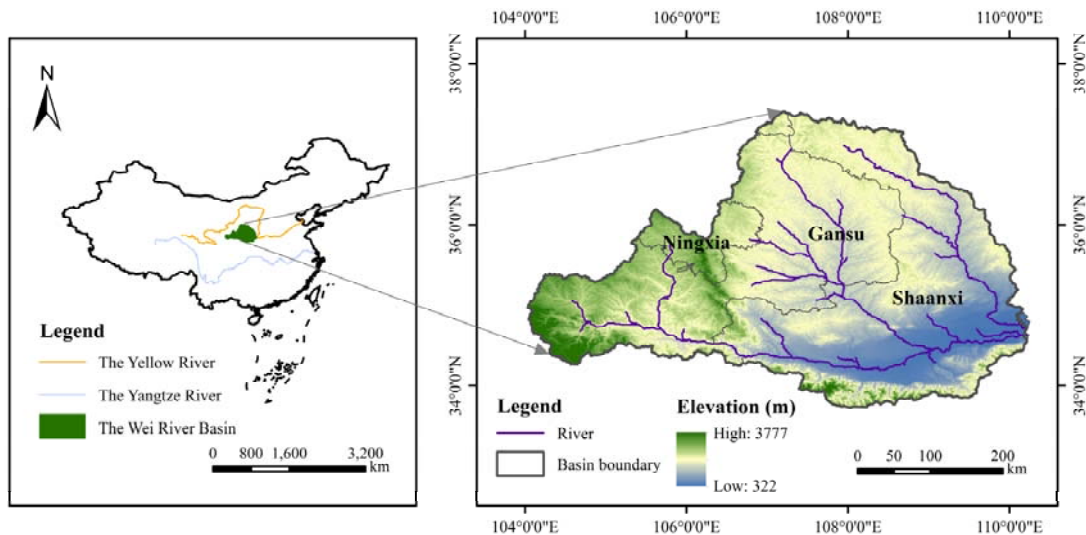 104°0'0"E 106°0'0"E 108°0'0"E 110°0'0"E
N
Legend
The Yellow River
The Yangtze River
The Wei River Basin
0 800 1,600 3,200
km
38°0'0"N
36°0'0"N
34°0'0"N
Ningxia
Gansu
Shaanxi
Legend
River
Basin boundary
Elevation (m)
High: 3777
Low: 322
0 50 100 200
km
38°0'0"N
36°0'0"N
34°0'0"N
104°0'0"E 106°0'0"E 108°0'0"E 110°0'0"E